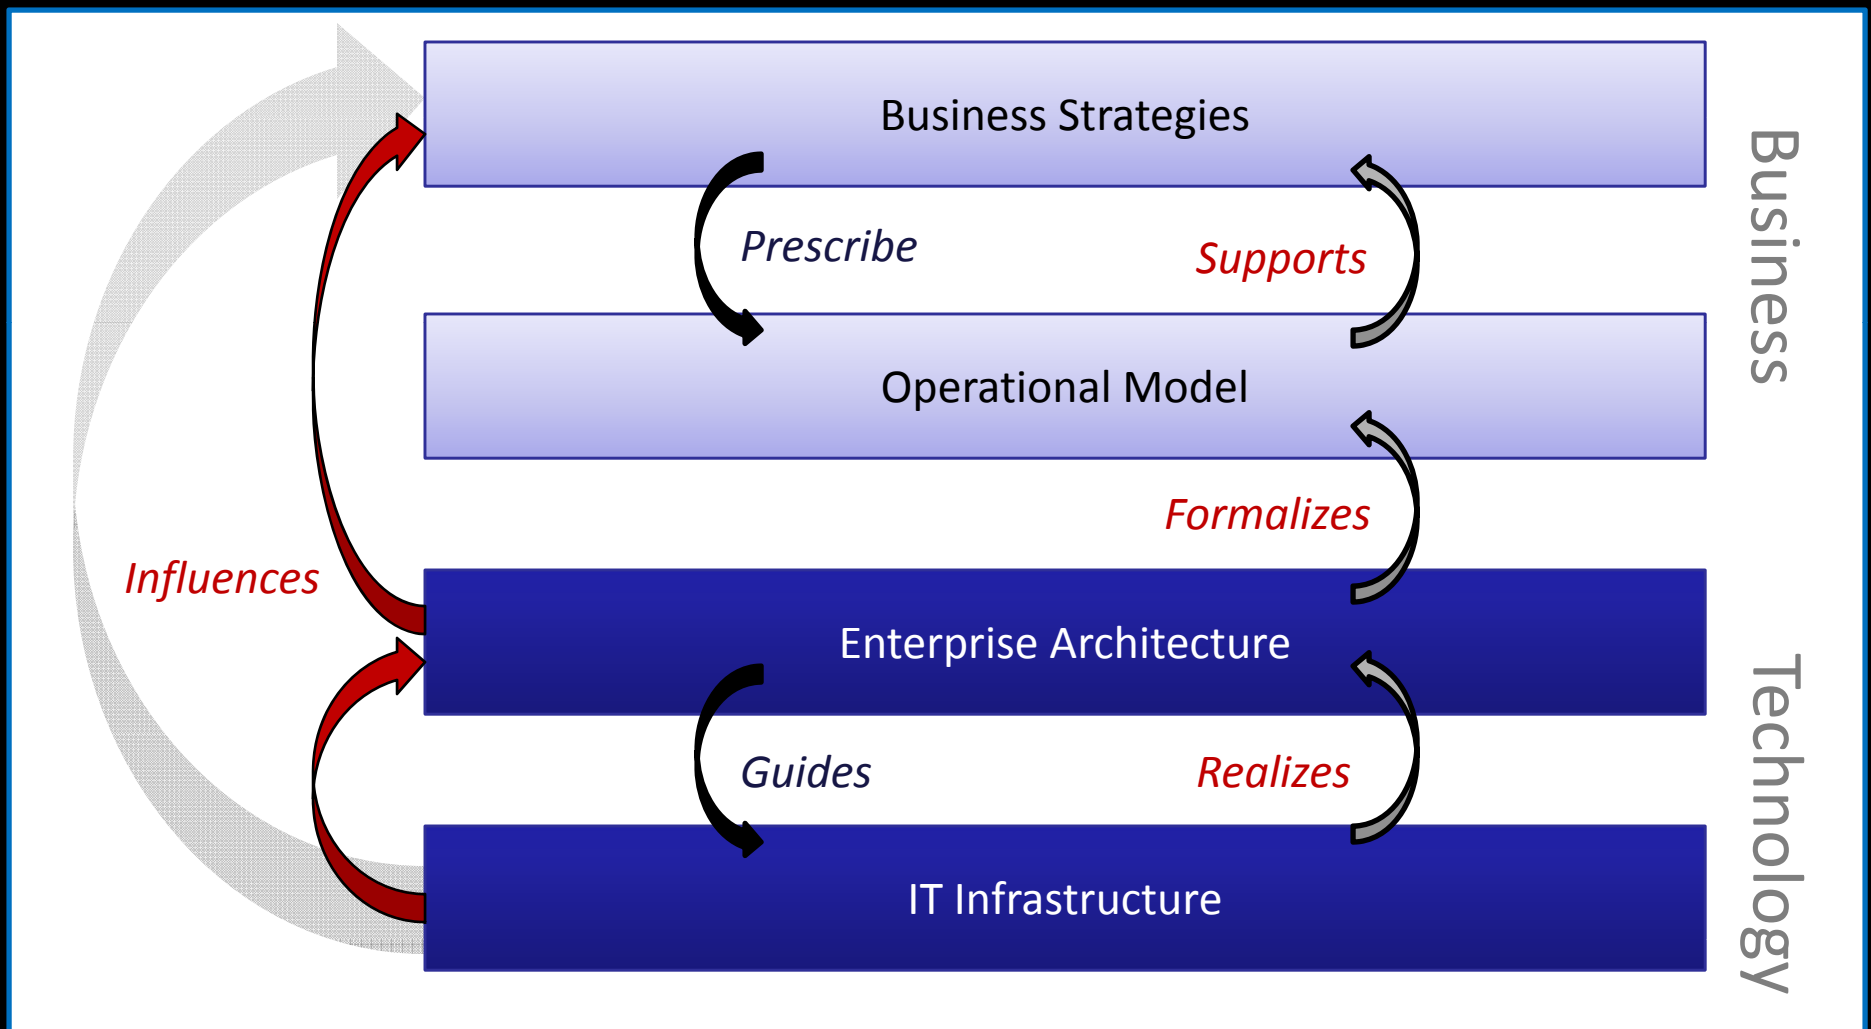 Business Strategies
Prescribe
Supports
Operational Model
Formalizes
Influences
Enterprise Architecture
Guides
Realizes
IT Infrastructure
Business
Technology